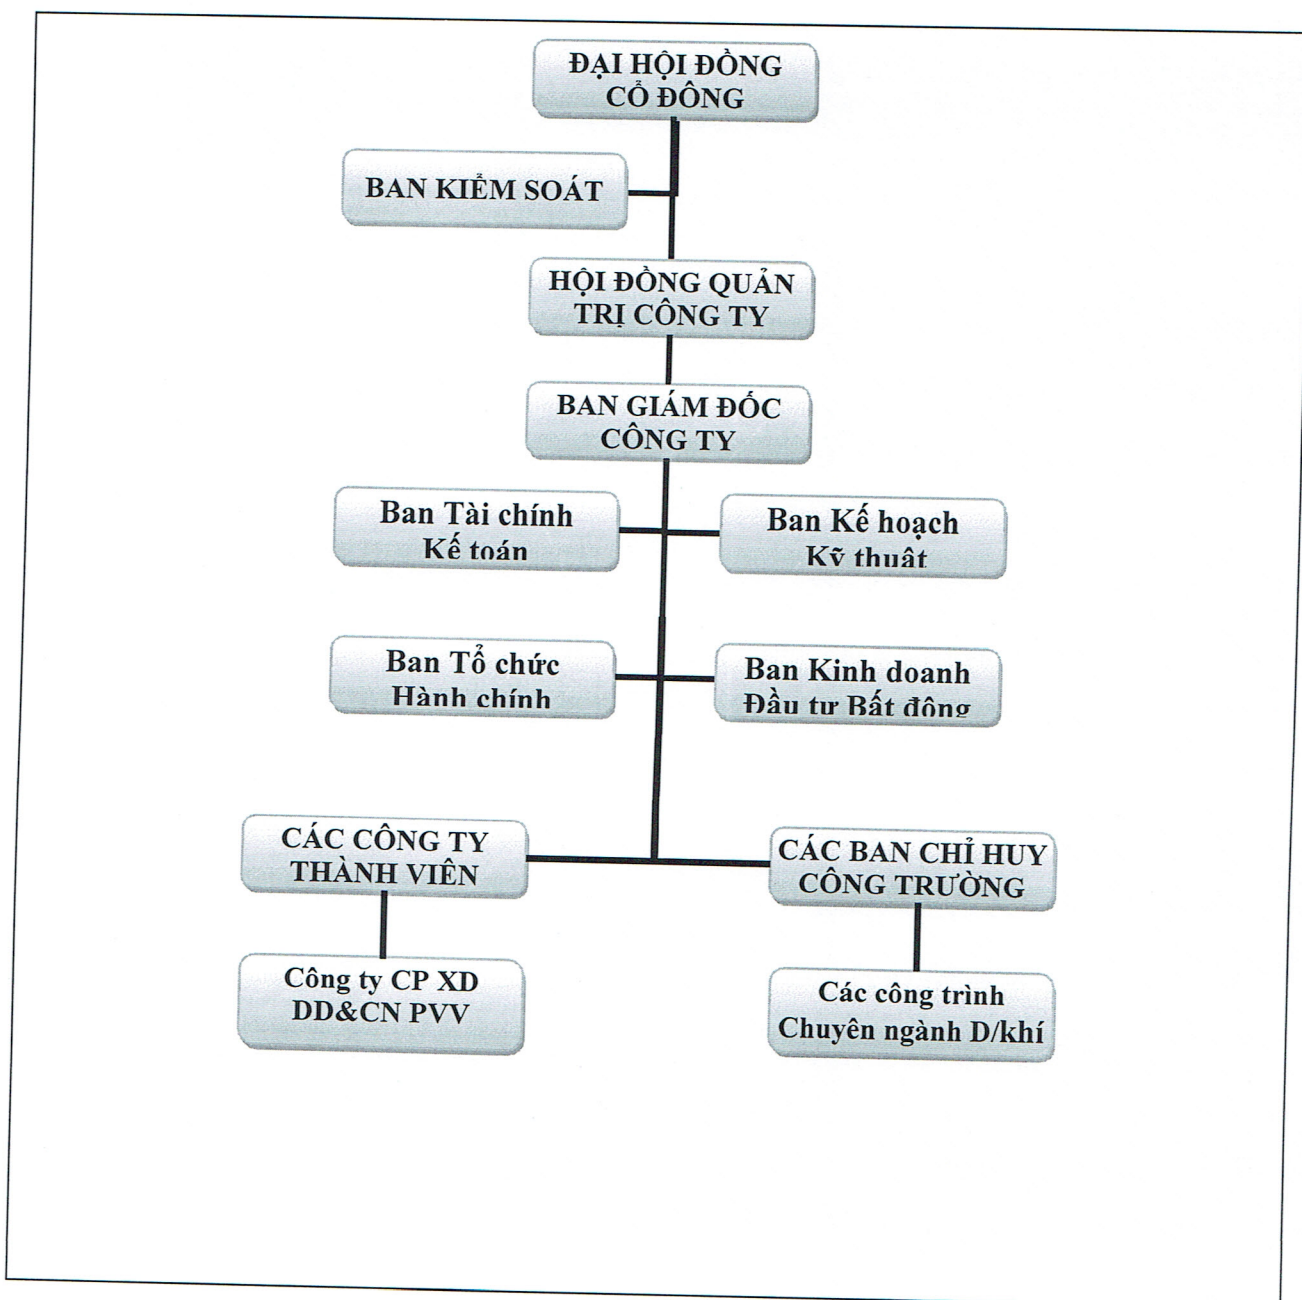 ĐẠI HỘI ĐỒNG
CỔ ĐÔNG
BAN KIỂM SOÁT
HỘI ĐỒNG QUẢN
TRỊ CÔNG TY
BAN GIÁM ĐỐC
CÔNG TY
Ban Tài chính
Kế toán
Ban Kế hoạch
Kỹ thuật
Ban Tổ chức
Hành chính
Ban Kinh doanh
Đầu tư Bất động
CÁC CÔNG TY
THÀNH VIÊN
CÁC BAN CHỈ HUY
CÔNG TRƯỜNG
Công ty CP XD
DD&CN PVV
Các công trình
Chuyên ngành D/khí